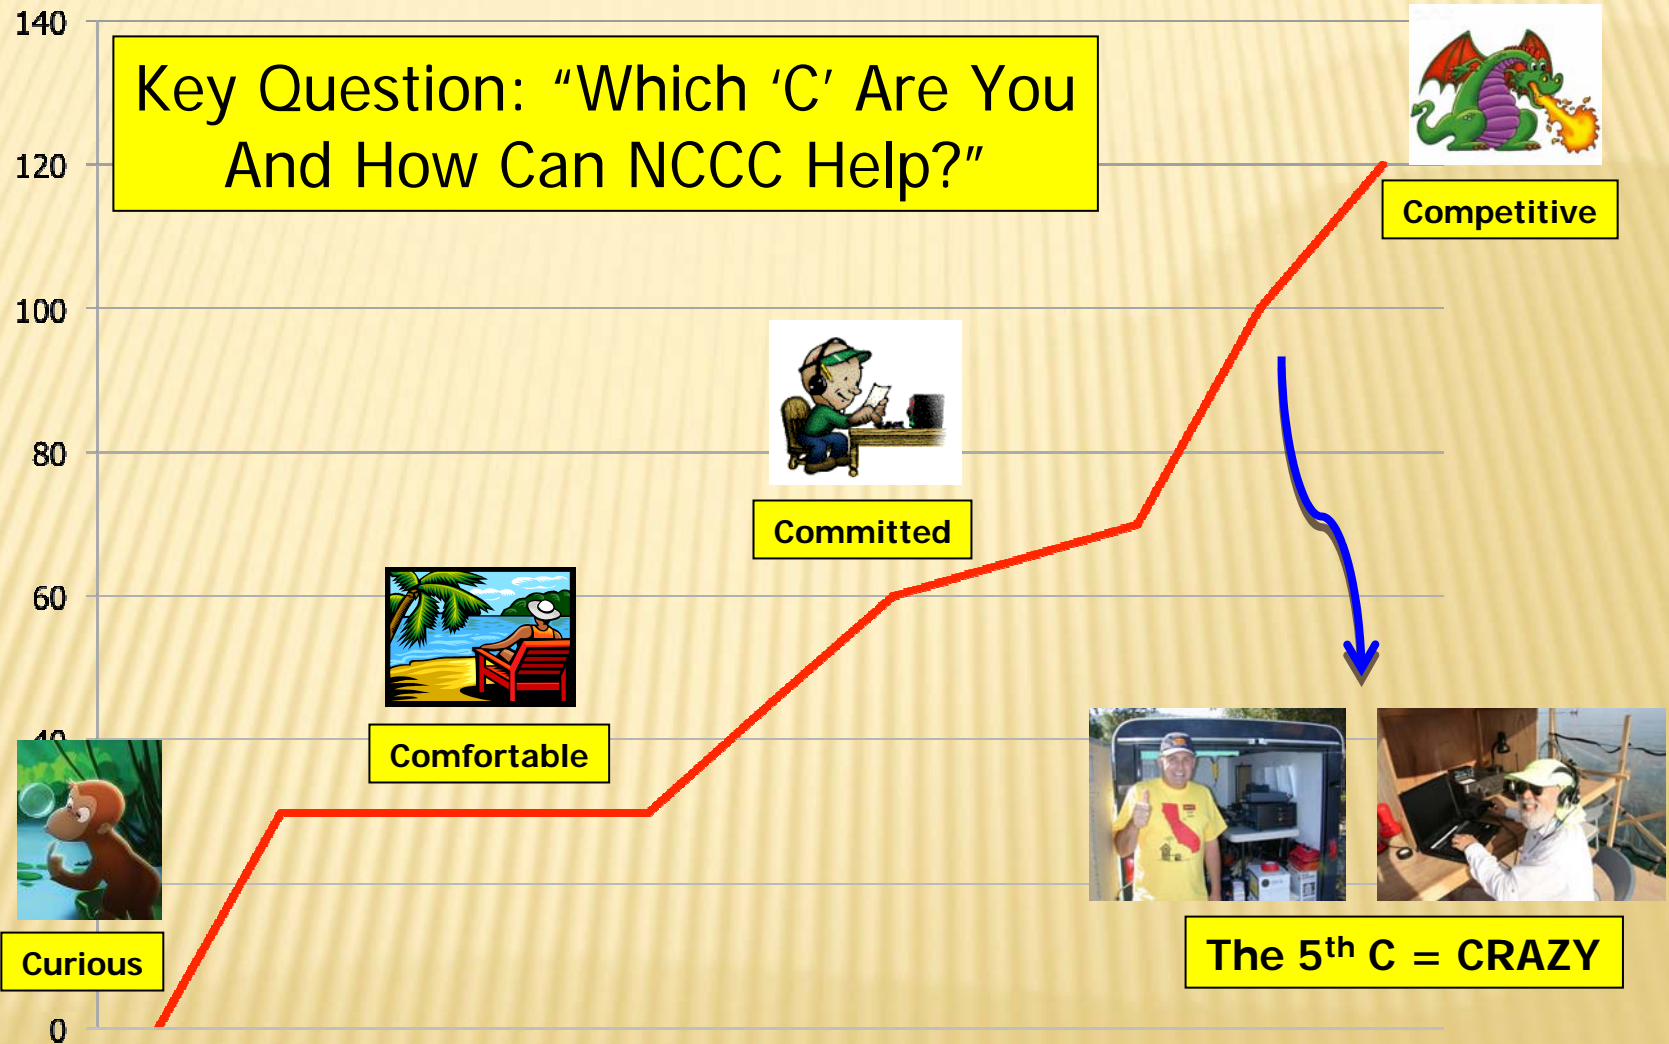 140
Key Question: “Which ‘C’ Are You
And How Can NCCC Help?”
120
Competitive
100
80
Committed
60
40
Comfortable
Curious
The 5th C = CRAZY
0